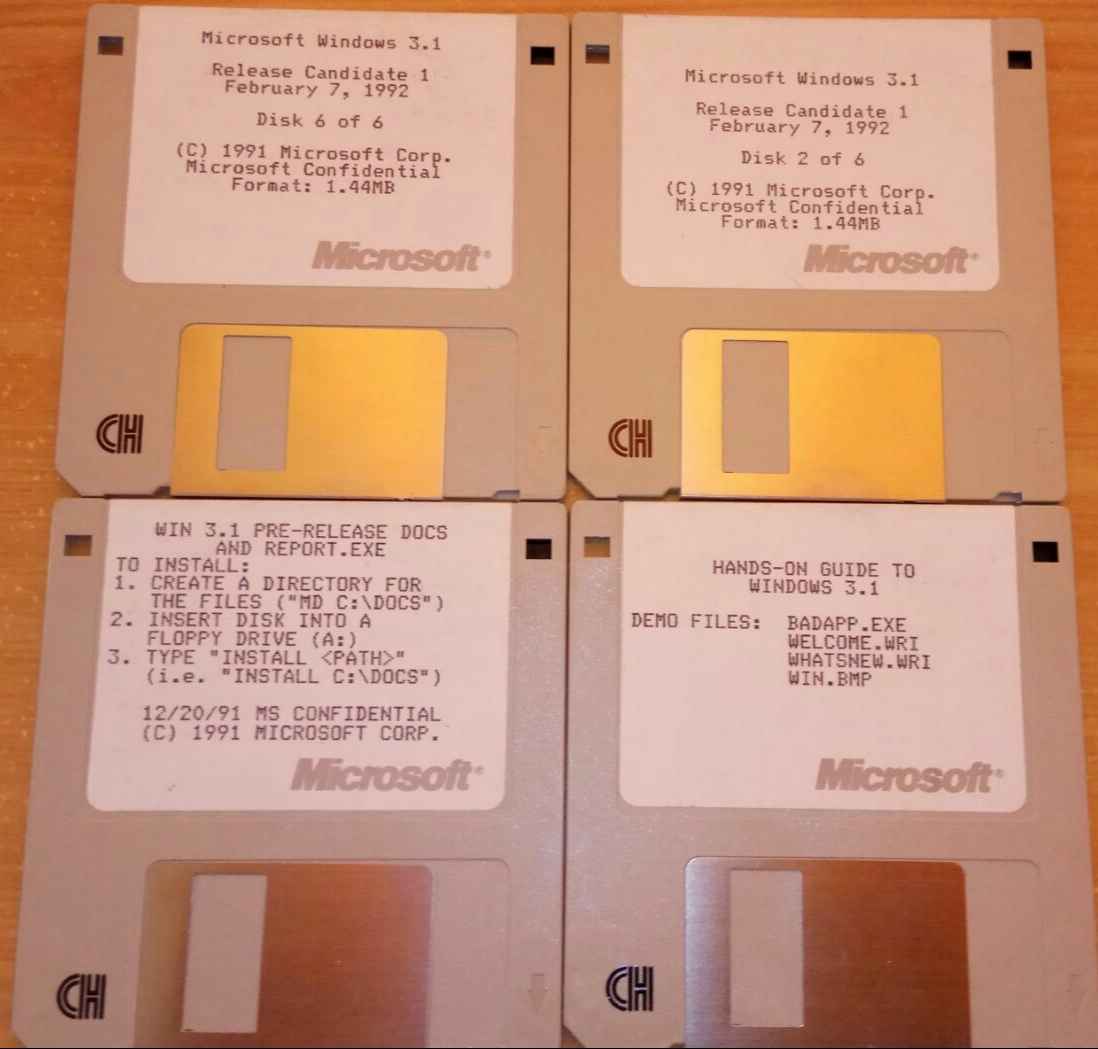 Microsoft Windows 3.1
Release Candidate 1
February 7, 1992
Disk 6 of 6
(C) 1991 Microsoft Corp.
Microsoft Confidential
Format: 1.44MB
Microsoft®
CH
Microsoft Windows 3.1
Release Candidate 1
February 7, 1992
Disk 2 of 6
(C) 1991 Microsoft Corp.
Microsoft Confidential
Format: 1.44MB
Microsoft®
CH
WIN 3.1 PRE-RELEASE DOCS
AND REPORT.EXE
TO INSTALL:
1. CREATE A DIRECTORY FOR
THE FILES ("MD C:\DOCS")
2. INSERT DISK INTO A
FLOPPY DRIVE (A:)
3. TYPE "INSTALL <PATH>"
(i.e. "INSTALL C:\DOCS")
12/20/91 MS CONFIDENTIAL
(C) 1991 MICROSOFT CORP.
Microsoft®
CH
HANDS-ON GUIDE TO
WINDOWS 3.1
DEMO FILES: BADAPP.EXE
WELCOME.WRI
WHATSNEW.WRI
WIN.BMP
Microsoft®
CH